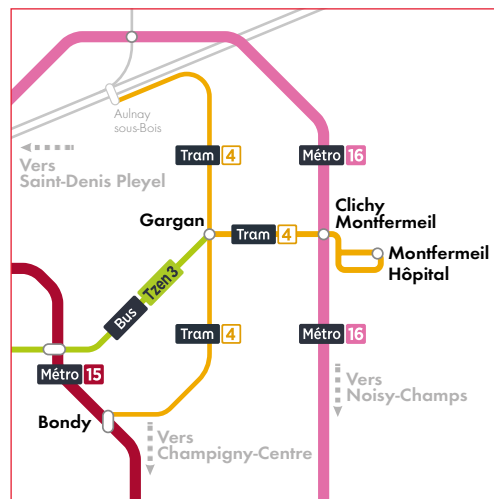 Aulnay
sous-Bois
Vers
Saint-Denis Pleyel
Tram 4
Métro 16
Gargan
Tram 4
Clichy
Montfermeil
Montfermeil
Hôpital
Bus Tzen3
Tram 4
Métro 16
Métro 15
Vers
Noisy-Champs
Bondy
Vers
Champigny-Centre